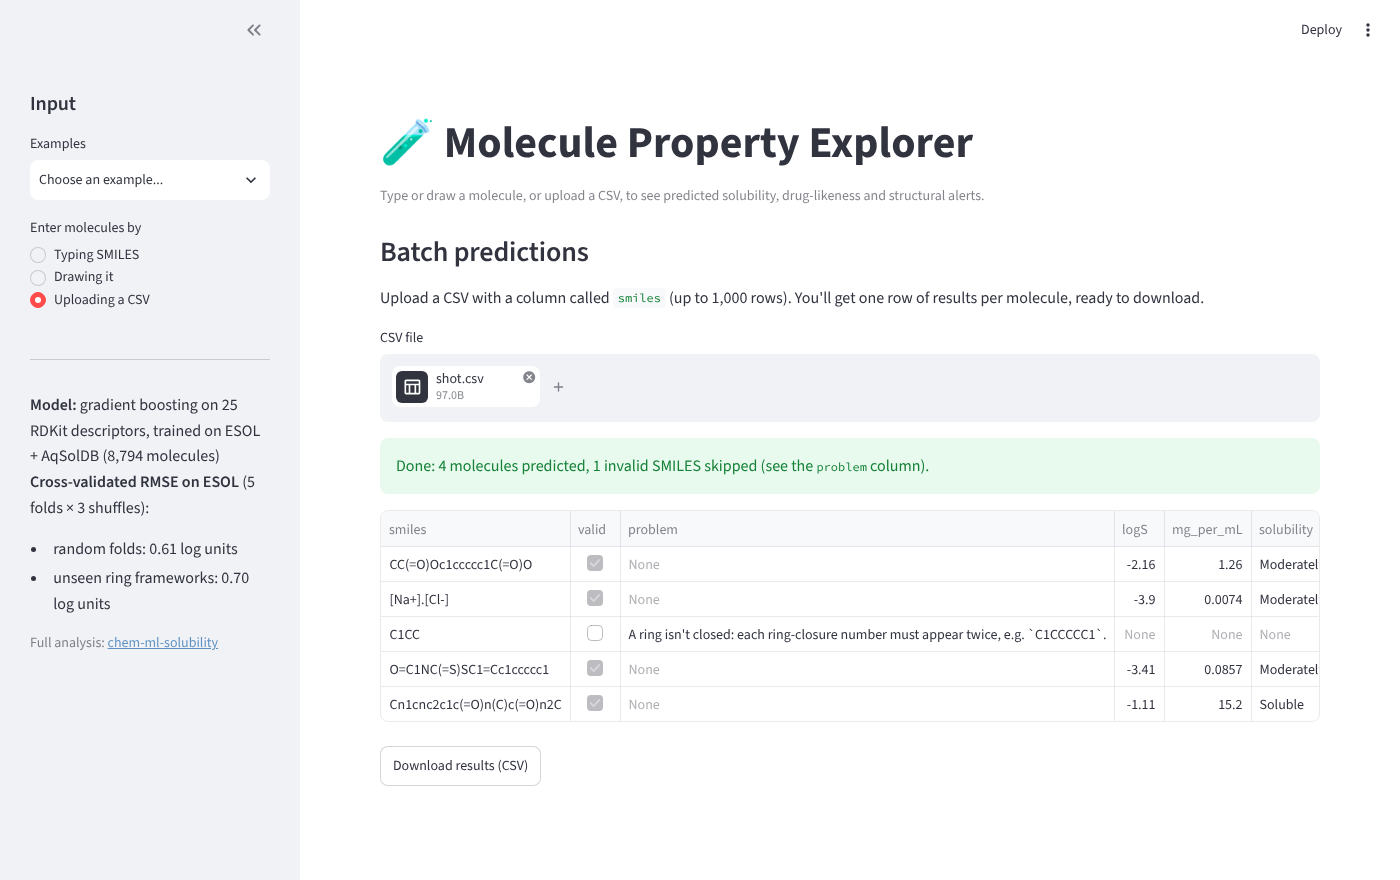 Deploy
Input
Examples
Choose an example...
Enter molecules by
Typing SMILES
Drawing it
Uploading a CSV
Model: gradient boosting on 25
RDKit descriptors, trained on ESOL
+ AqSolDB (8,794 molecules)
Cross-validated RMSE on ESOL (5
folds × 3 shuffles):
• random folds: 0.61 log units
• unseen ring frameworks: 0.70
log units
Full analysis: chem-ml-solubility
Molecule Property Explorer
Type or draw a molecule, or upload a CSV, to see predicted solubility, drug-likeness and structural alerts.
Batch predictions
Upload a CSV with a column called smiles (up to 1,000 rows). You'll get one row of results per molecule, ready to download.
CSV file
shot.csv
97.0B
Done: 4 molecules predicted, 1 invalid SMILES skipped (see the problem column).
smiles valid problem logS mg_per_mL solubility
CC(=O)Oc1ccccc1C(=O)O None -2.16 1.26 Moderatel
[Na+].[Cl-] None -3.9 0.0074 Moderatel
C1CC A ring isn't closed: each ring-closure number must appear twice, e.g. `C1CCCCC1`. None None None
O=C1NC(=S)SC1=Cc1ccccc1 None -3.41 0.0857 Moderatel
Cn1cnc2c1c(=O)n(C)c(=O)n2C None -1.11 15.2 Soluble
Download results (CSV)